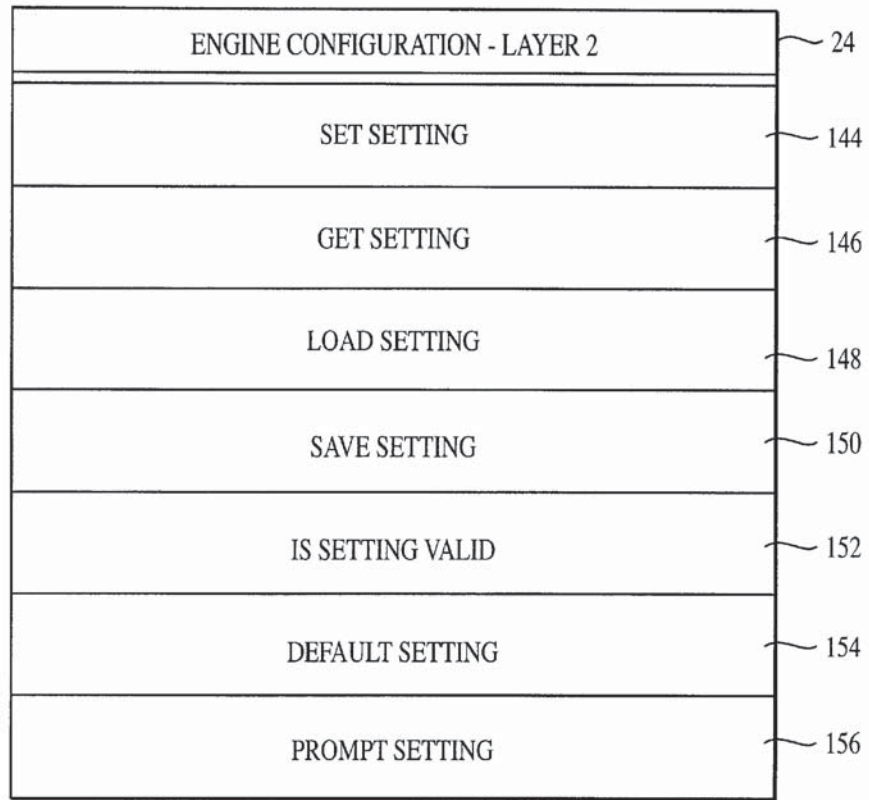 ENGINE CONFIGURATION - LAYER 2 24
SET SETTING 144
GET SETTING 146
LOAD SETTING 148
SAVE SETTING 150
IS SETTING VALID 152
DEFAULT SETTING 154
PROMPT SETTING 156